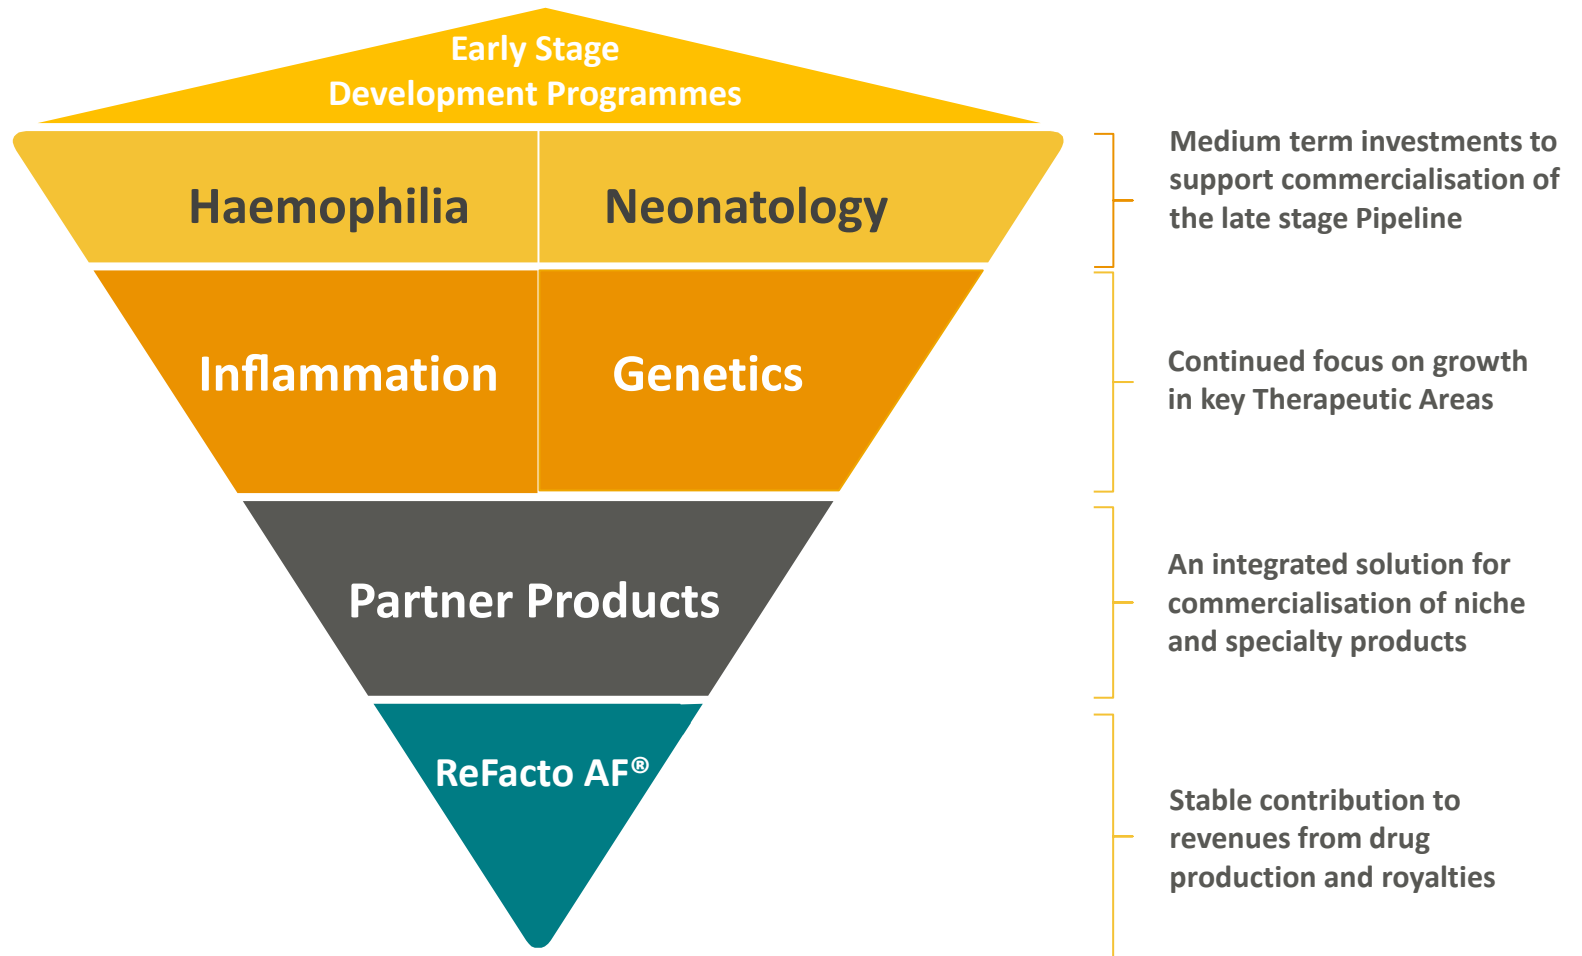 Early Stage
Development Programmes
Haemophilia
Neonatology
Medium term investments to
support commercialisation of
the late stage Pipeline
Inflammation
Genetics
Continued focus on growth
in key Therapeutic Areas
Partner Products
An integrated solution for
commercialisation of niche
and specialty products
ReFacto AF®
Stable contribution to
revenues from drug
production and royalties